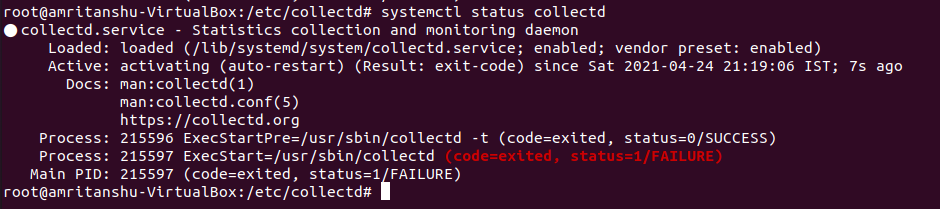 root@amritanshu-VirtualBox:/etc/collectd# systemctl status collectd
● collectd.service - Statistics collection and monitoring daemon
     Loaded: loaded (/lib/systemd/system/collectd.service; enabled; vendor preset: enabled)
     Active: activating (auto-restart) (Result: exit-code) since Sat 2021-04-24 21:19:06 IST; 7s ago
       Docs: man:collectd(1)
             man:collectd.conf(5)
             https://collectd.org
    Process: 215596 ExecStartPre=/usr/sbin/collectd -t (code=exited, status=0/SUCCESS)
    Process: 215597 ExecStart=/usr/sbin/collectd (code=exited, status=1/FAILURE)
   Main PID: 215597 (code=exited, status=1/FAILURE)
root@amritanshu-VirtualBox:/etc/collectd#